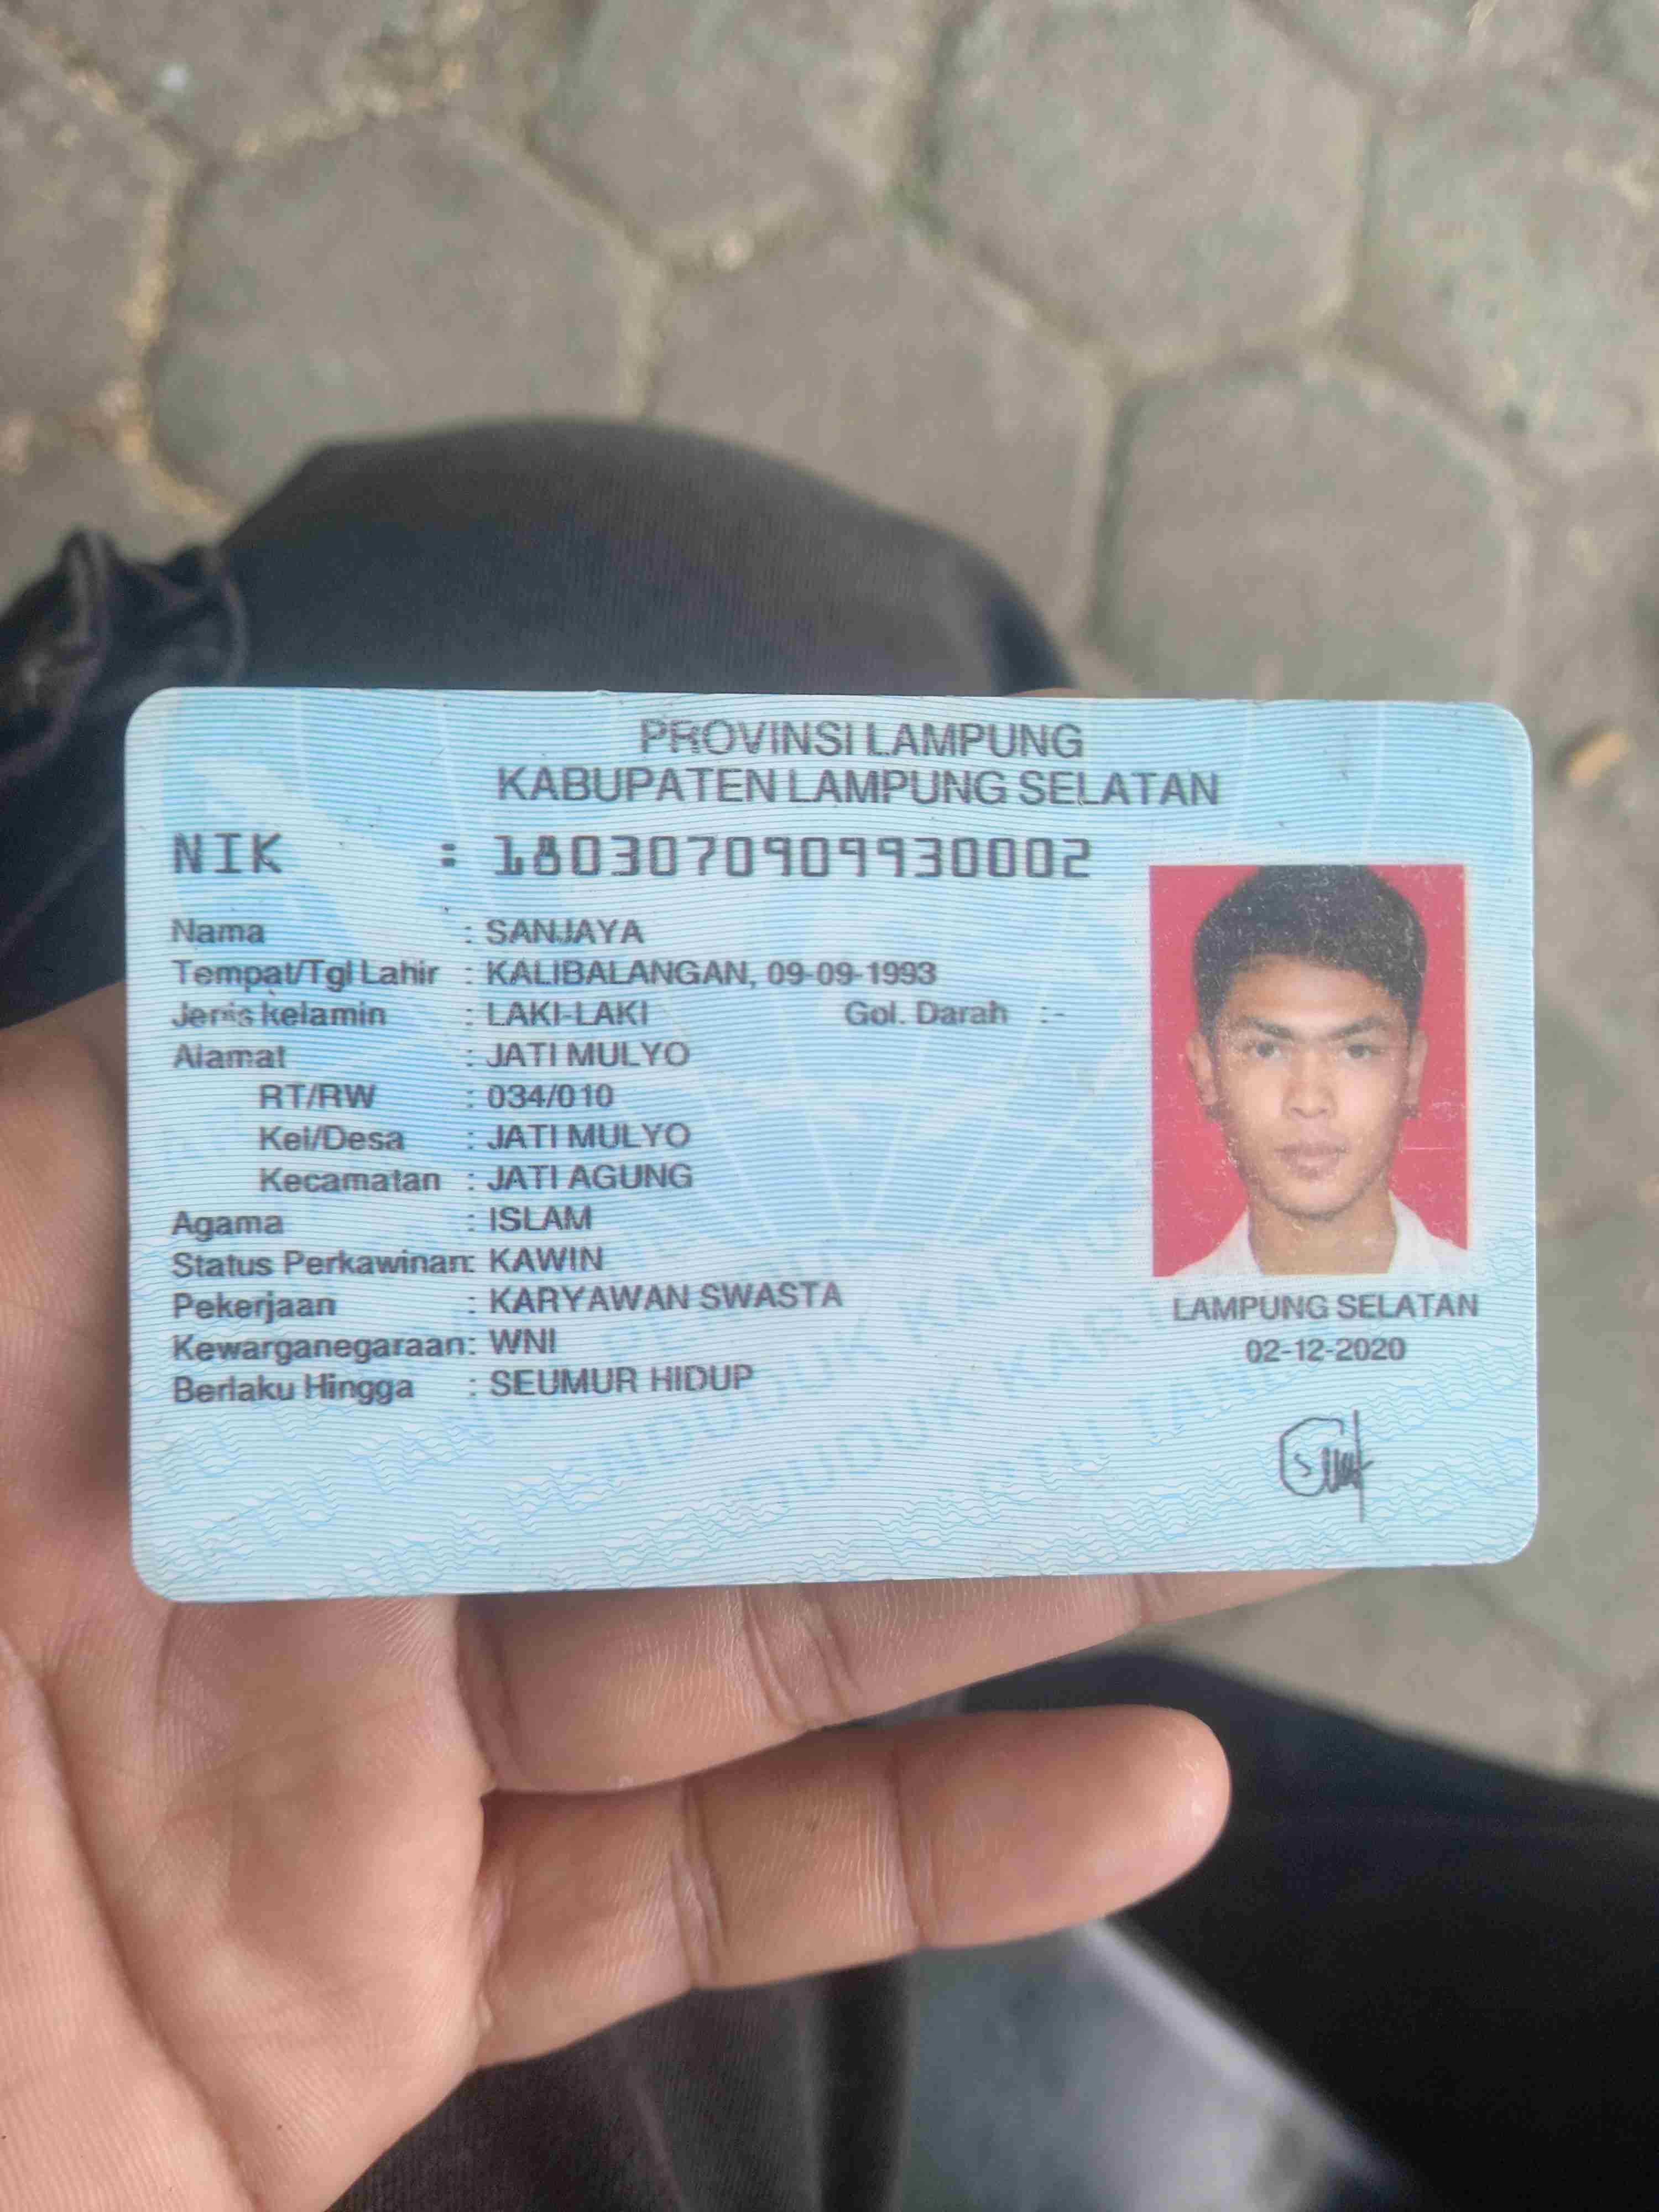 PROVINSI LAMPUNG
KABUPATEN LAMPUNG SELATAN
NIK : 1803070909930002
Nama : SANJAYA
Tempat/Tgl Lahir : KALIBALANGAN, 09-09-1993
Jenis kelamin : LAKI-LAKI Gol. Darah :-
Alamat : JATI MULYO
RT/RW : 034/010
Kel/Desa : JATI MULYO
Kecamatan : JATI AGUNG
Agama : ISLAM
Status Perkawinan: KAWIN
Pekerjaan : KARYAWAN SWASTA
Kewarganegaraan: WNI
Berlaku Hingga : SEUMUR HIDUP
LAMPUNG SELATAN
02-12-2020